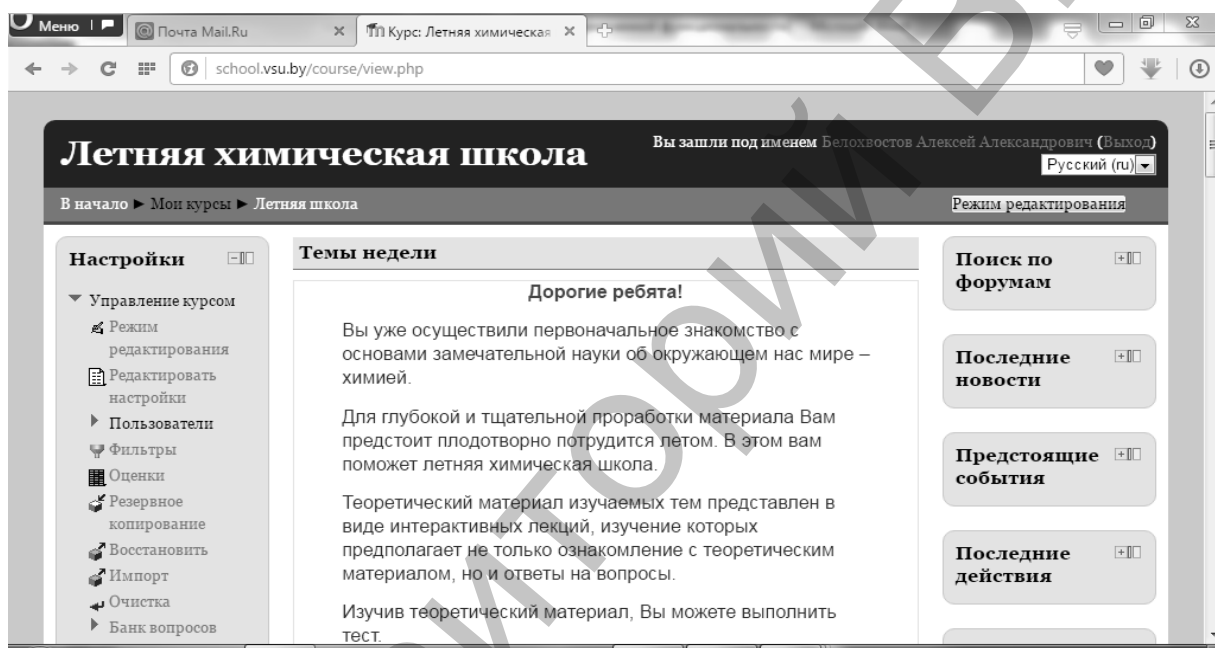 Меню
Почта Mail.Ru
Курс: Летняя химическая
school.vsu.by/course/view.php
Летняя химическая школа
Вы зашли под именем Белохвостов Алексей Александрович (Выход)
Русский (ru)
В начало ► Мои курсы ► Летняя школа
Режим редактирования
Настройки
Управление курсом
Режим
редактирования
Редактировать
настройки
Пользователи
Фильтры
Оценки
Резервное
копирование
Восстановить
Импорт
Очистка
Банк вопросов
Темы недели
Дорогие ребята!
Вы уже осуществили первоначальное знакомство с
основами замечательной науки об окружающем нас мире –
химией.
Для глубокой и тщательной проработки материала Вам
предстоит плодотворно потрудится летом. В этом вам
поможет летняя химическая школа.
Теоретический материал изучаемых тем представлен в
виде интерактивных лекций, изучение которых
предполагает не только ознакомление с теоретическим
материалом, но и ответы на вопросы.
Изучив теоретический материал, Вы можете выполнить
тест.
Поиск по
форумам
Последние
новости
Предстоящие
события
Последние
действия